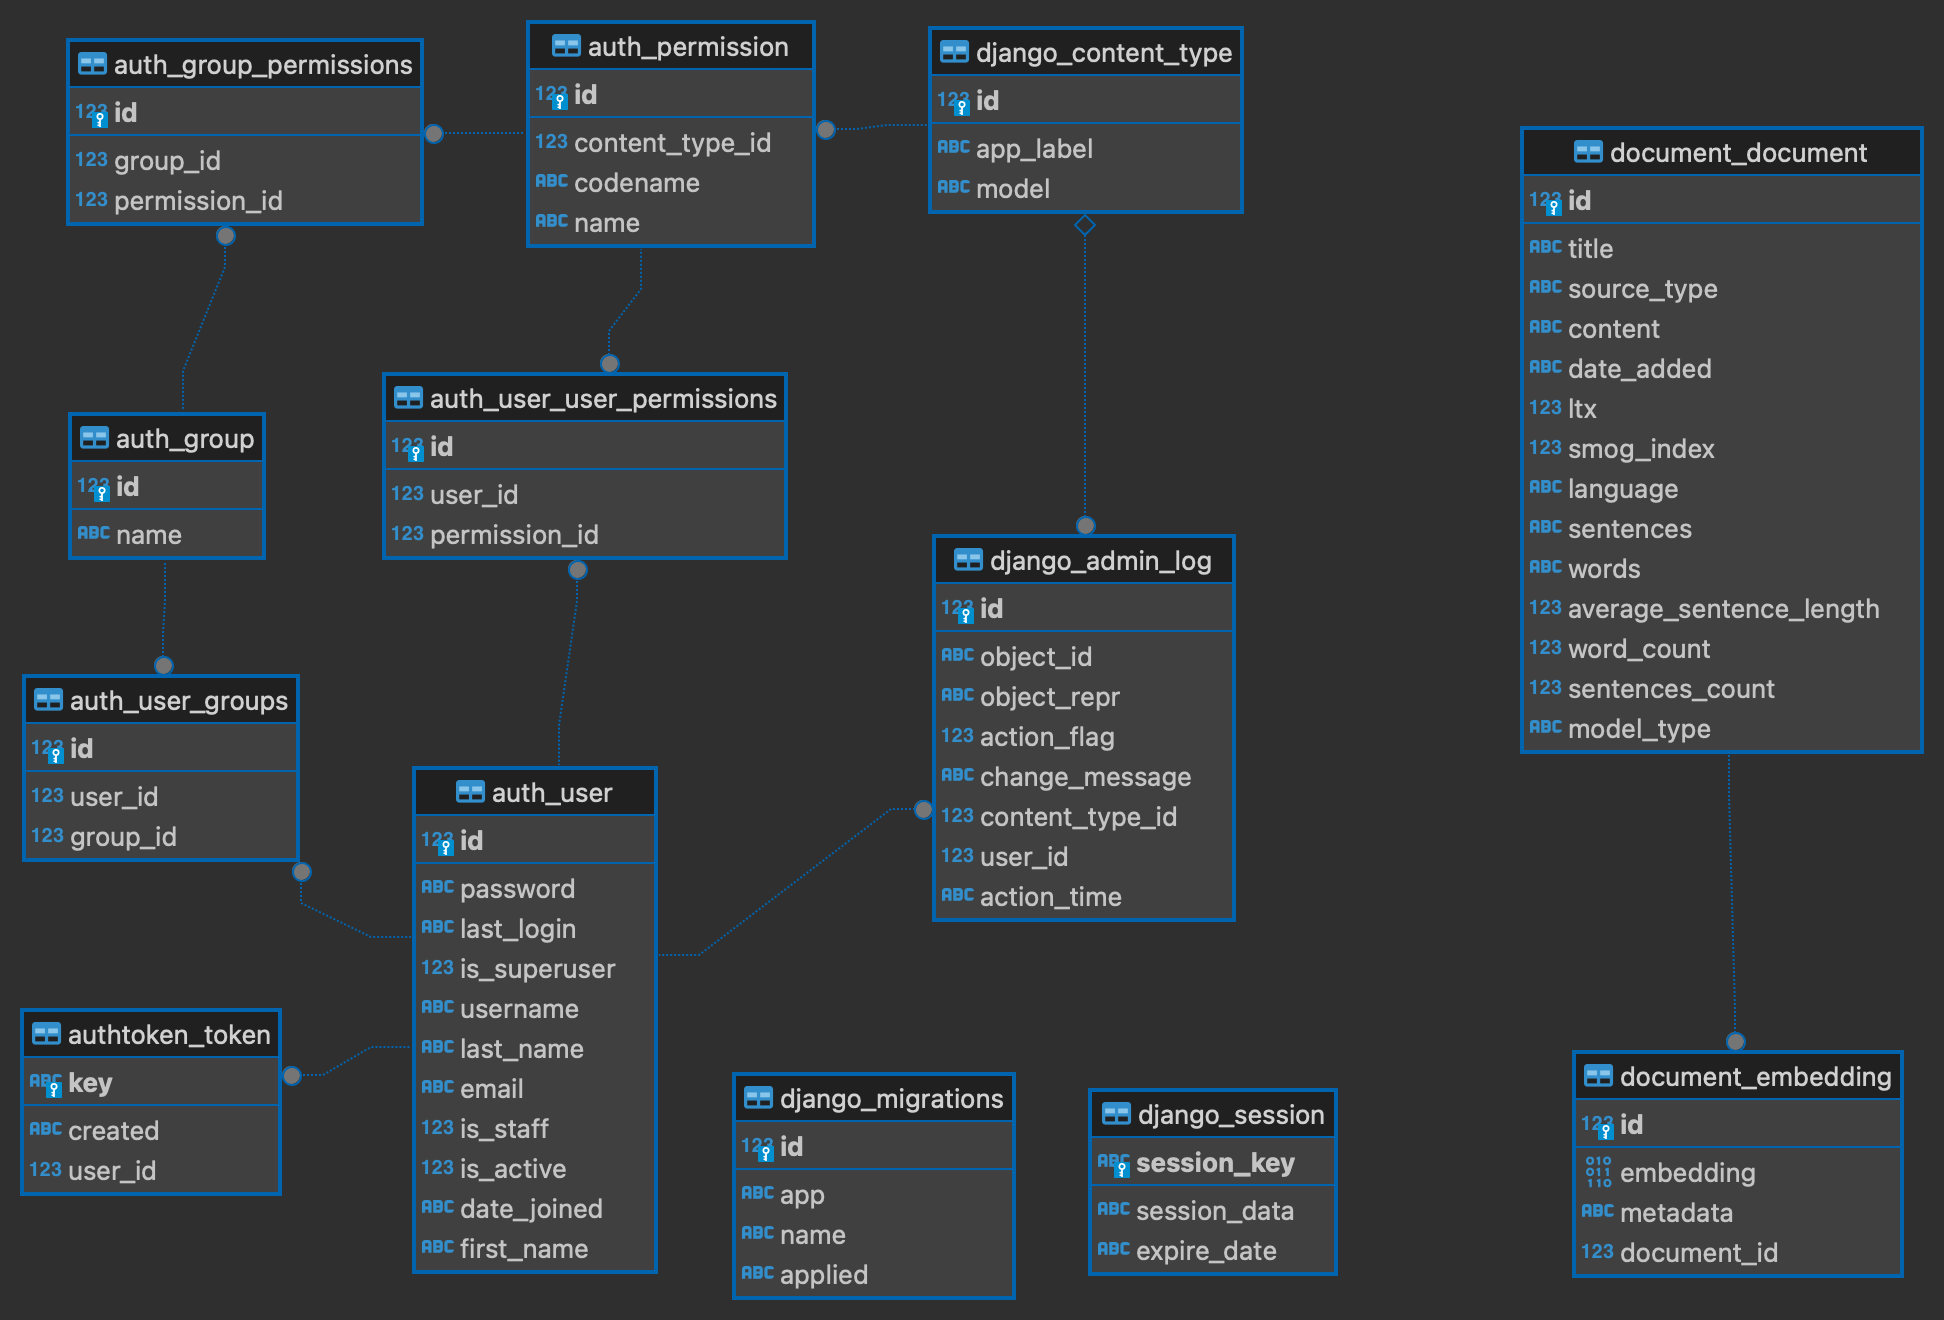 auth_group_permissions
123 id
123 group_id
123 permission_id
auth_permission
123 id
123 content_type_id
ABC codename
ABC name
django_content_type
123 id
ABC app_label
ABC model
document_document
123 id
ABC title
ABC source_type
ABC content
ABC date_added
123 ltx
123 smog_index
ABC language
ABC sentences
ABC words
123 average_sentence_length
123 word_count
123 sentences_count
ABC model_type
auth_group
123 id
ABC name
auth_user_user_permissions
123 id
123 user_id
123 permission_id
django_admin_log
123 id
ABC object_id
ABC object_repr
123 action_flag
ABC change_message
123 content_type_id
123 user_id
ABC action_time
auth_user_groups
123 id
123 user_id
123 group_id
auth_user
123 id
ABC password
ABC last_login
123 is_superuser
ABC username
ABC last_name
ABC email
123 is_staff
123 is_active
ABC date_joined
ABC first_name
authtoken_token
ABC key
ABC created
123 user_id
django_migrations
123 id
ABC app
ABC name
ABC applied
django_session
ABC session_key
ABC session_data
ABC expire_date
document_embedding
123 id
010
011 embedding
110
ABC metadata
123 document_id